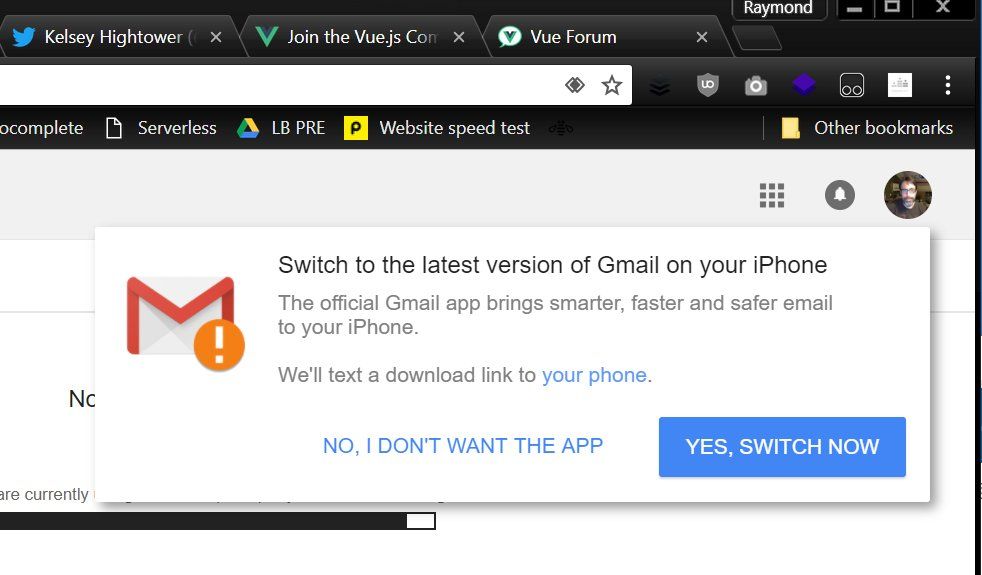 Raymond
Kelsey Hightower (
Join the Vue.js Com
Vue Forum
ocomplete
Serverless
LB PRE
Website speed test
Other bookmarks
Switch to the latest version of Gmail on your iPhone
The official Gmail app brings smarter, faster and safer email
to your iPhone.
We'll text a download link to your phone.
No
NO, I DON'T WANT THE APP
YES, SWITCH NOW
are currently